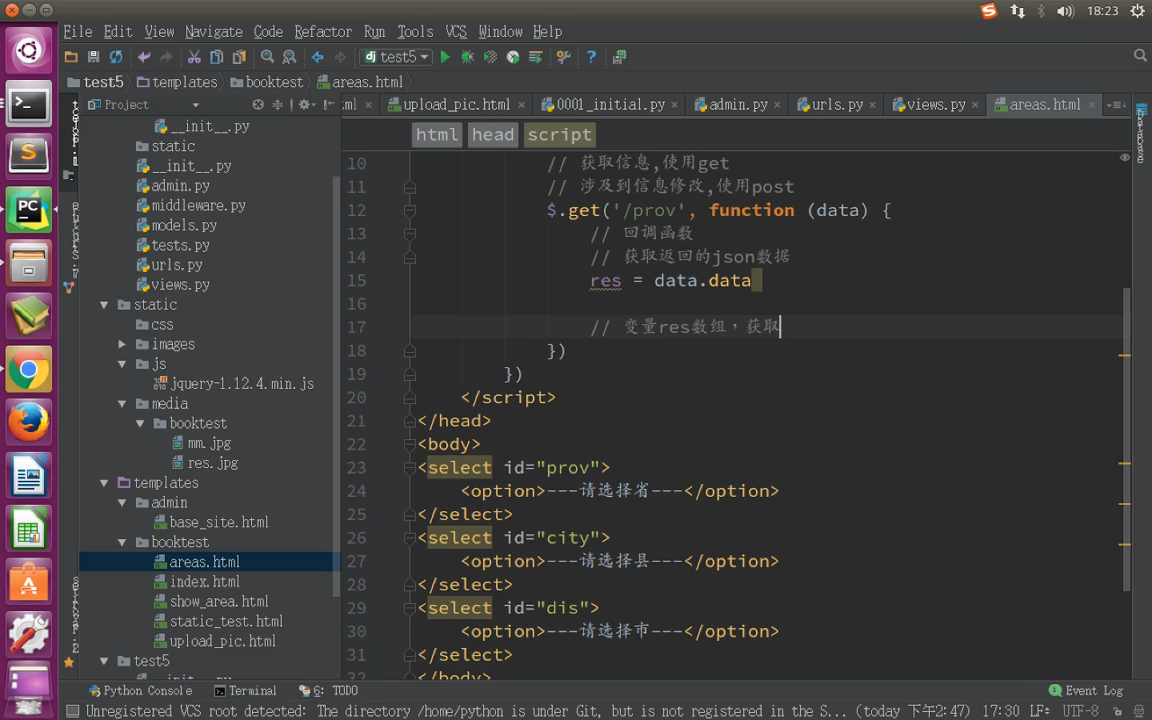 18:23
File Edit View Navigate Code Refactor Run Tools VCS Window Help
test5
test5 templates booktest areas.html
Project
ml upload_pic.html 0001_initial.py admin.py urls.py views.py areas.html
html head script
__init__.py
static
__init__.py
admin.py
middleware.py
models.py
tests.py
urls.py
views.py
static
css
images
js
jquery-1.12.4.min.js
media
booktest
mm.jpg
res.jpg
templates
admin
base_site.html
booktest
areas.html
index.html
show_area.html
static_test.html
upload_pic.html
test5
10 // 获取信息,使用get
11 // 涉及到信息修改,使用post
12 $.get('/prov', function (data) {
13 // 回调函数
14 // 获取返回的json数据
15 res = data.data
16
17 // 变量res数组，获取
18 })
19 })
20 </script>
21 </head>
22 <body>
23 <select id="prov">
24 <option>---请选择省---</option>
25 </select>
26 <select id="city">
27 <option>---请选择县---</option>
28 </select>
29 <select id="dis">
30 <option>---请选择市---</option>
31 </select>
Python Console Terminal 6: TODO Event Log
Unregistered VCS root detected: The directory /home/python is under Git, but is not registered in the S... (today 下午2:47) 17:30 LF÷ UTF-8